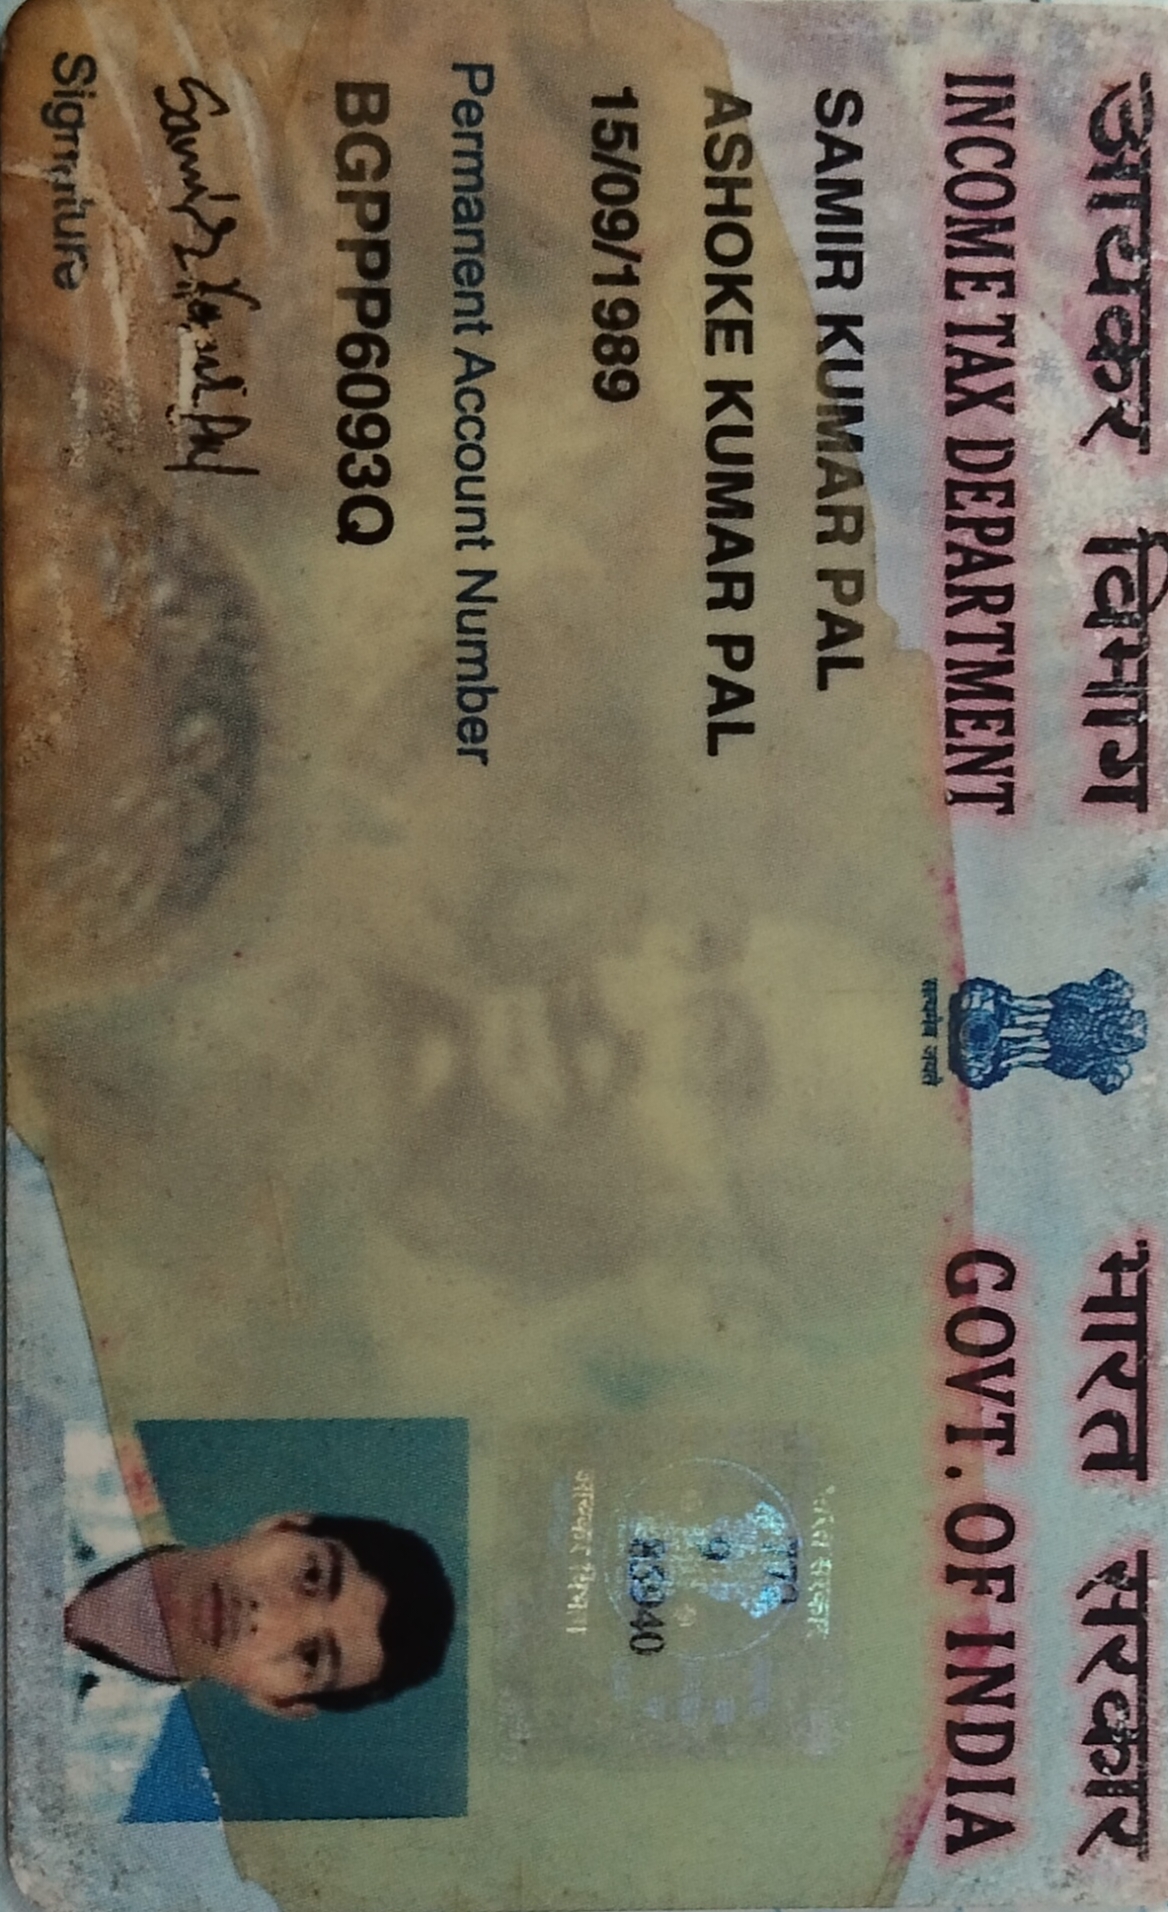 आयकर विभाग भारत सरकार
INCOME TAX DEPARTMENT GOVT. OF INDIA
सत्यमेव जयते
SAMIR KUMAR PAL
ASHOKE KUMAR PAL
15/09/1989
Permanent Account Number
BGPPP6093Q
Samir Kumar Pal
Signature
भारत सरकार
आयकर विभाग